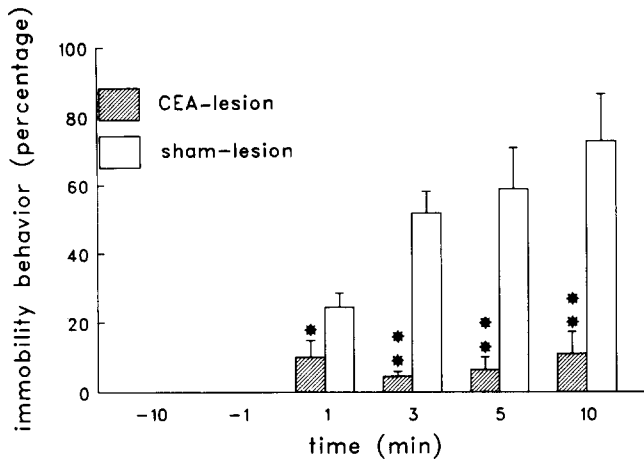 immobility behavior (percentage)
100
80
60
40
20
0
CEA-lesion
sham-lesion
-10 -1 1 3 5 10
time (min)